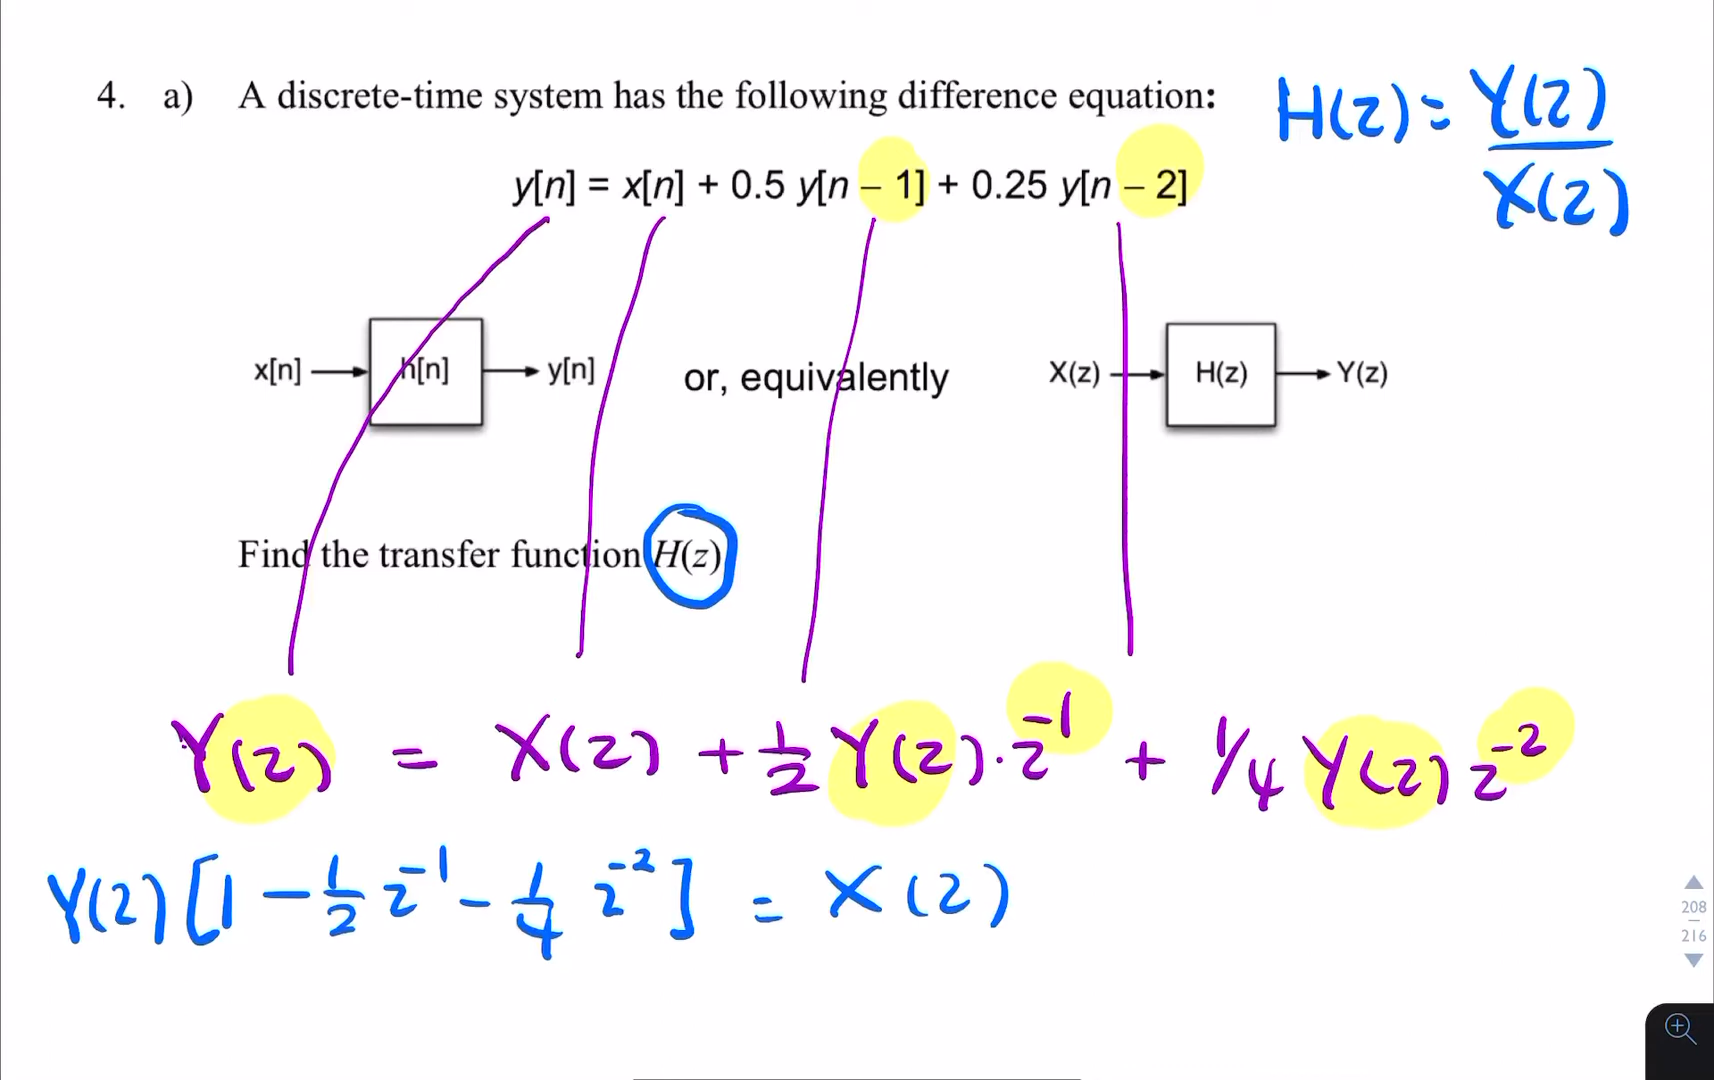 4. a) A discrete-time system has the following difference equation:
H(z) = Y(z)
X(z)
y[n] = x[n] + 0.5 y[n – 1] + 0.25 y[n – 2]
x[n] h[n] y[n] or, equivalently X(z) H(z) Y(z)
Find the transfer function H(z)
Y(z) = X(z) + 1/2 Y(z)·z⁻¹ + 1/4 Y(z) z⁻²
Y(z) [1 – 1/2 z⁻¹ – 1/4 z⁻²] = X(z)
208
216